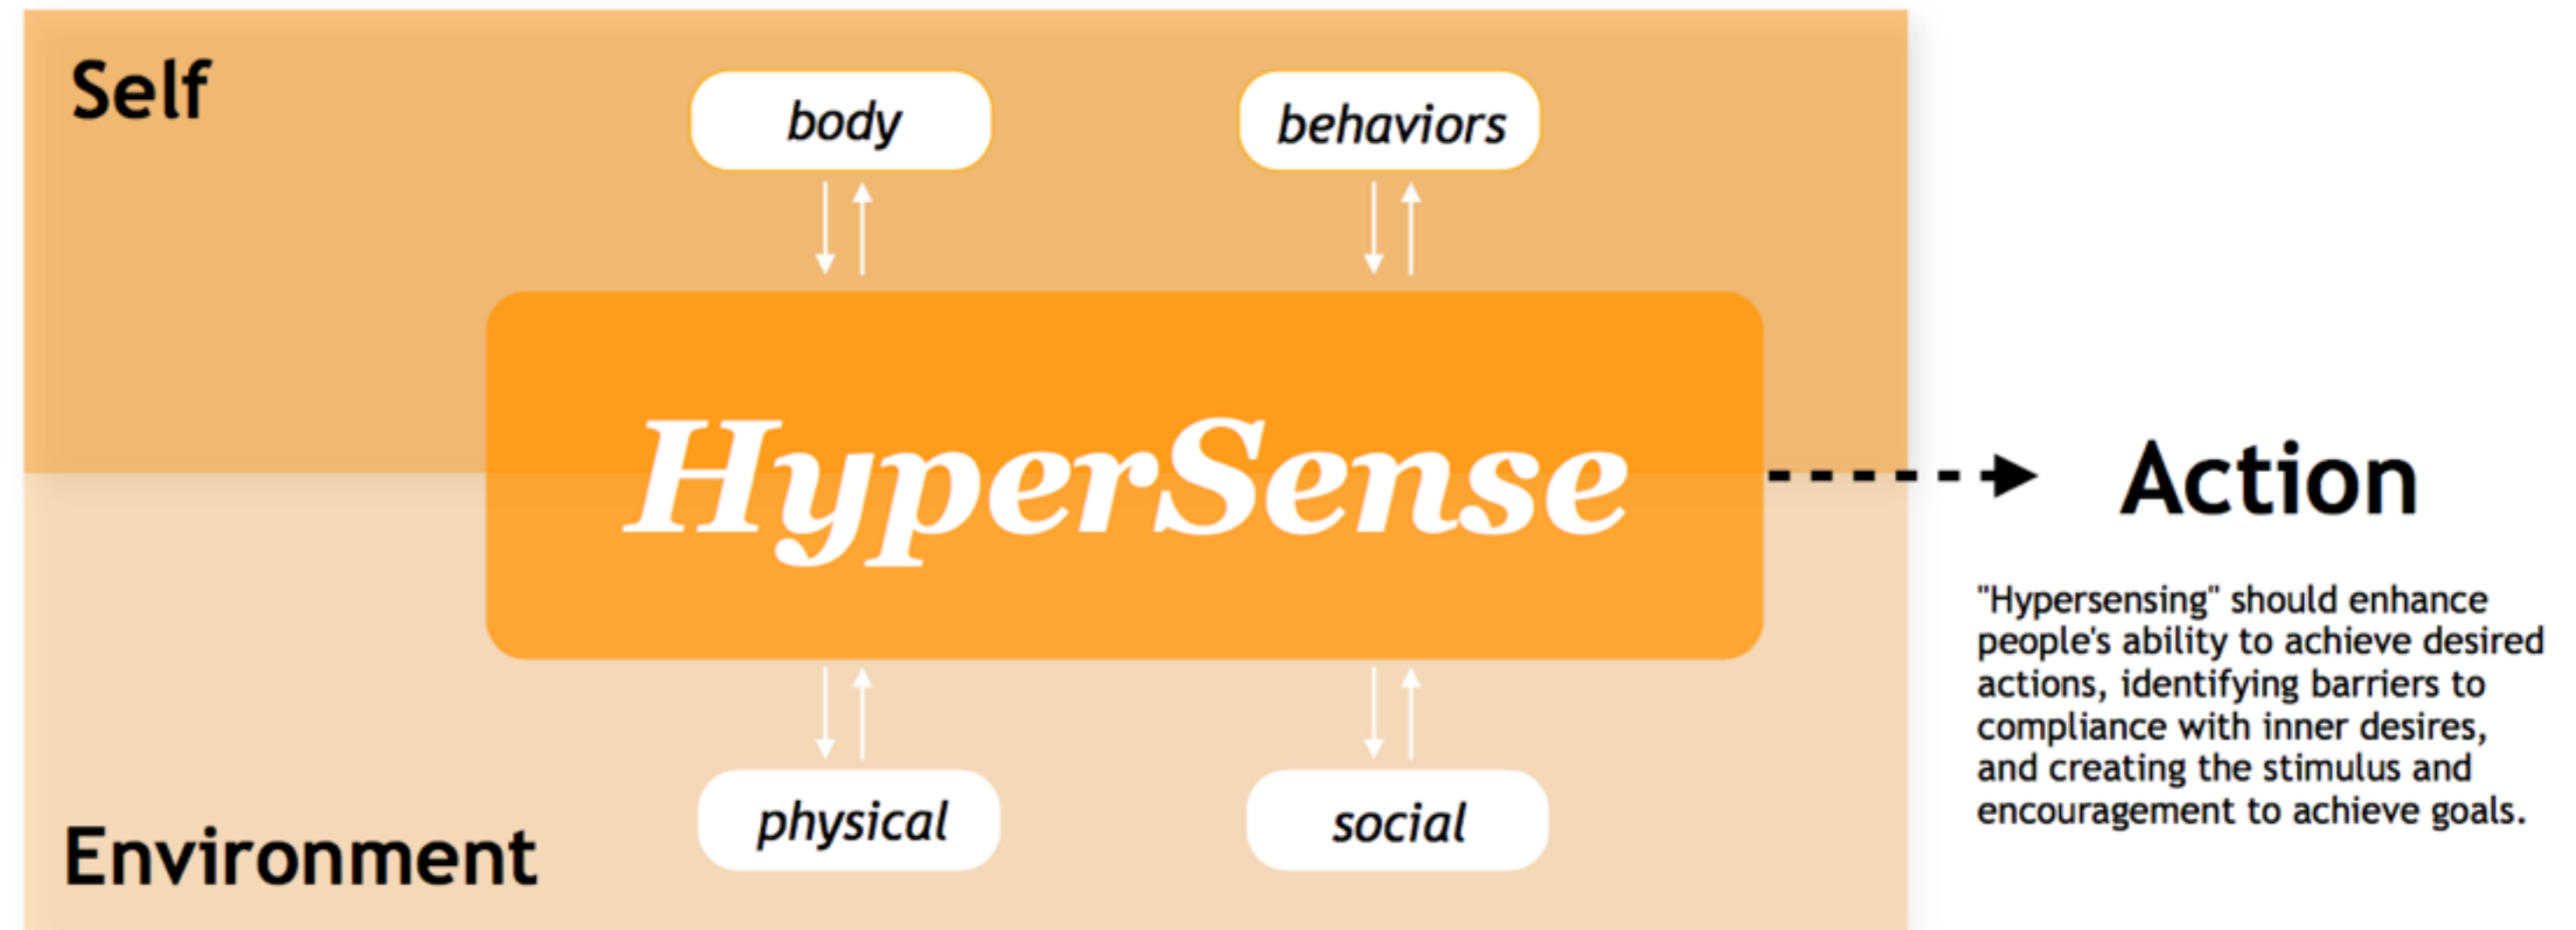 Self
body
behaviors
HyperSense
Action
"Hypersensing" should enhance
people's ability to achieve desired
actions, identifying barriers to
compliance with inner desires,
and creating the stimulus and
encouragement to achieve goals.
Environment
physical
social